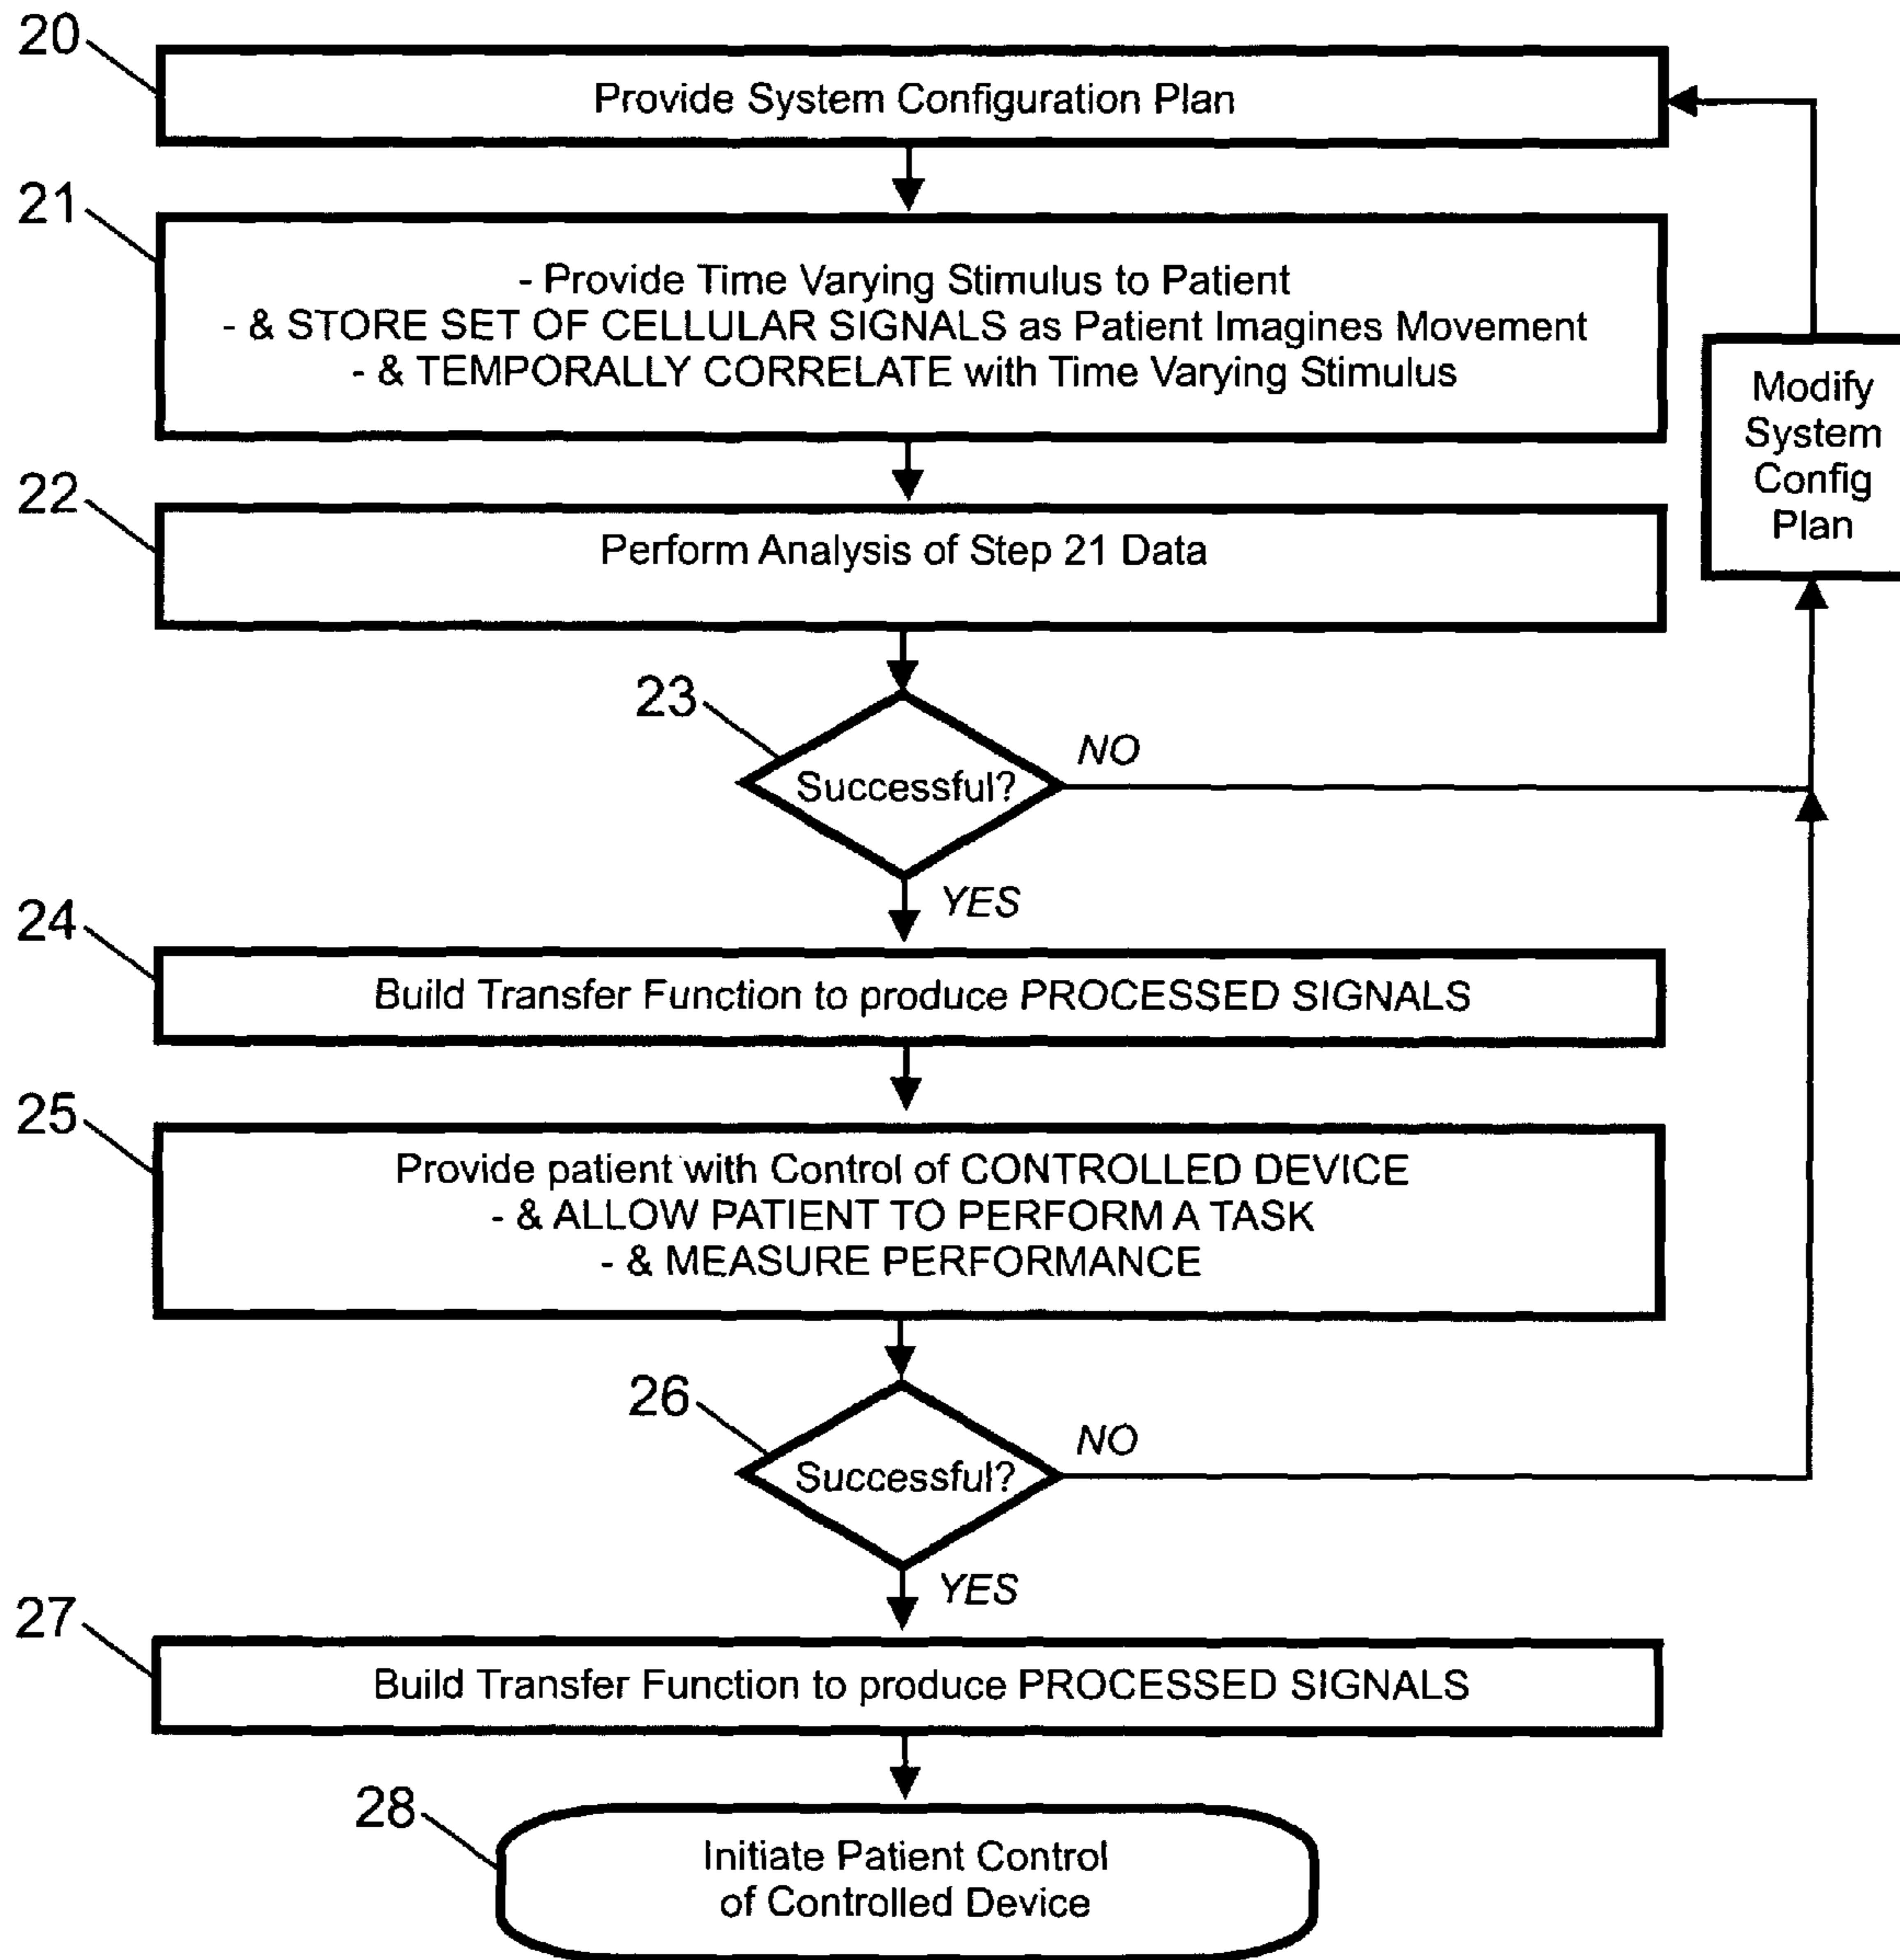 20
Provide System Configuration Plan
21
- Provide Time Varying Stimulus to Patient
- & STORE SET OF CELLULAR SIGNALS as Patient Imagines Movement
- & TEMPORALLY CORRELATE with Time Varying Stimulus
Modify
System
Config
Plan
22
Perform Analysis of Step 21 Data
23
Successful?
NO
YES
24
Build Transfer Function to produce PROCESSED SIGNALS
25
Provide patient with Control of CONTROLLED DEVICE
- & ALLOW PATIENT TO PERFORM A TASK
- & MEASURE PERFORMANCE
26
Successful?
NO
YES
27
Build Transfer Function to produce PROCESSED SIGNALS
28
Initiate Patient Control
of Controlled Device